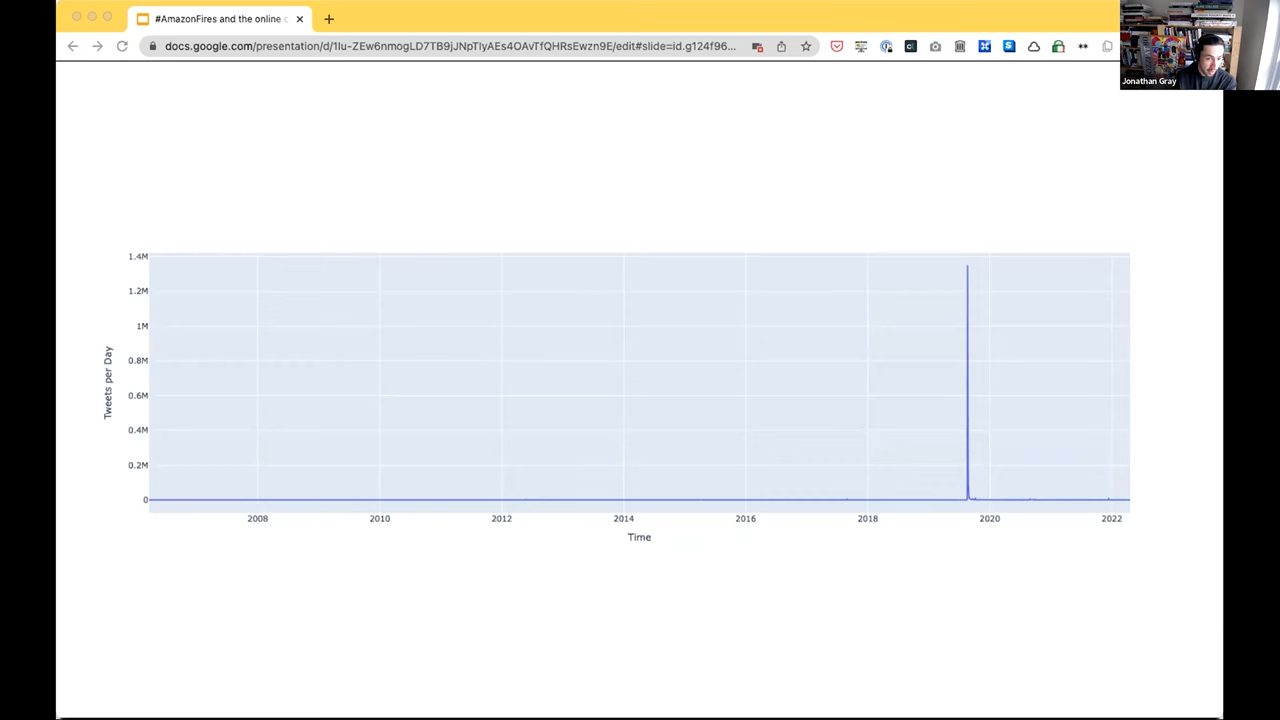 #AmazonFires and the online c
docs.google.com/presentation/d/1Iu-ZEw6nmogLD7TB9jJNpTlyAEs4OAvTfQHRsEwzn9E/edit#slide=id.g124f96...
Jonathan Gray
1.4M
1.2M
1M
0.8M
0.6M
0.4M
0.2M
0
Tweets per Day
2008 2010 2012 2014 2016 2018 2020 2022
Time